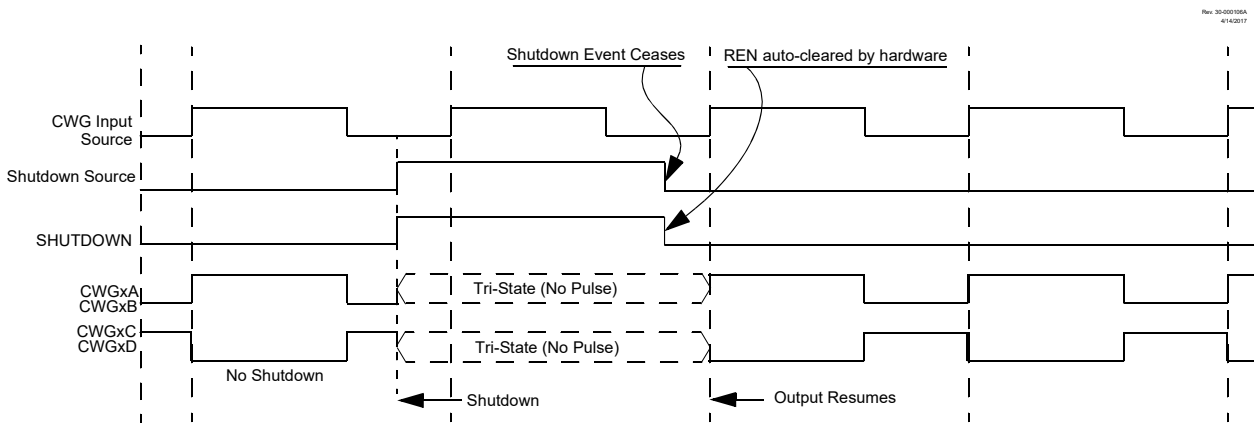 Rev. 30-000106A
4/14/2017
Shutdown Event Ceases
REN auto-cleared by hardware
CWG Input
Source
Shutdown Source
SHUTDOWN
CWGxA
CWGxB
Tri-State (No Pulse)
CWGxC
CWGxD
Tri-State (No Pulse)
No Shutdown
Shutdown
Output Resumes